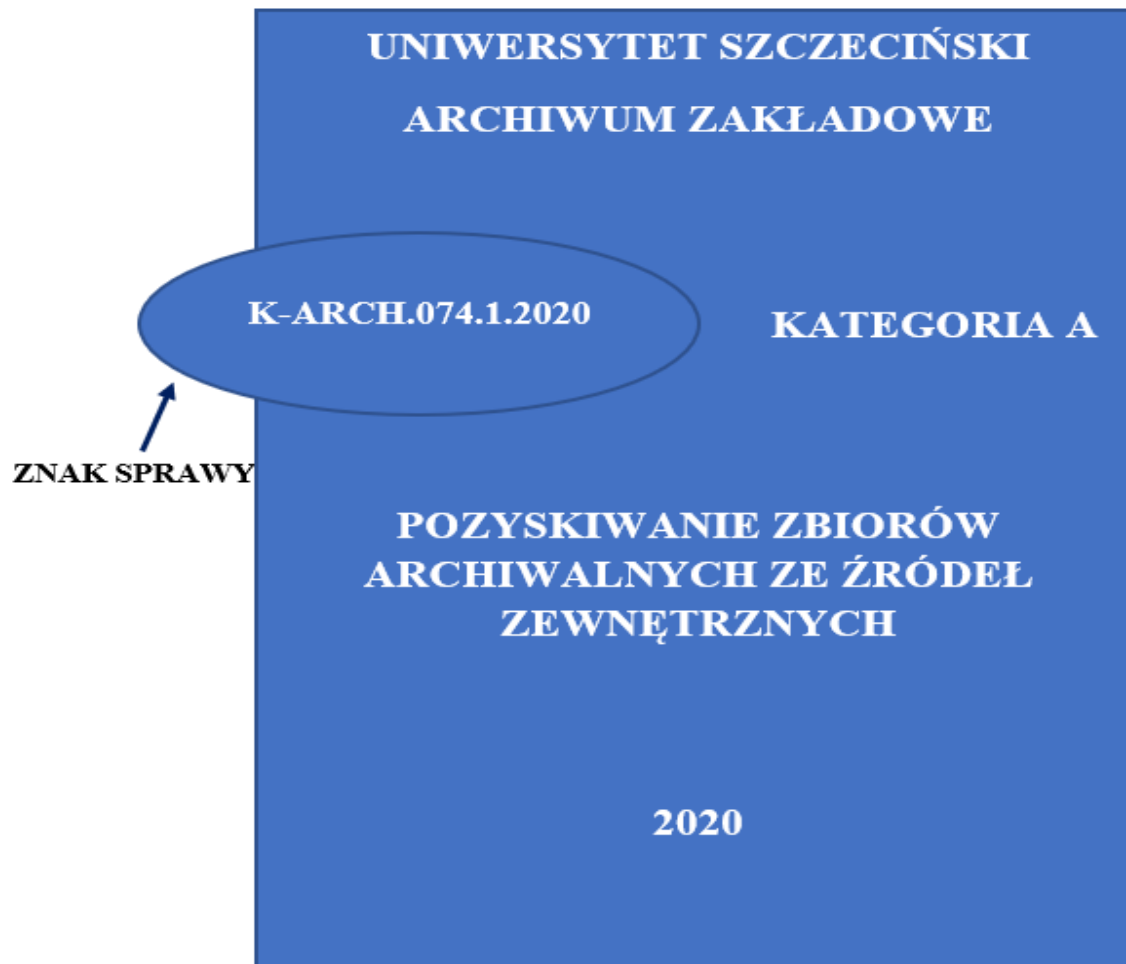 UNIWERSYTET SZCZECIŃSKI
ARCHIWUM ZAKŁADOWE
K-ARCH.074.1.2020
KATEGORIA A
ZNAK SPRAWY
POZYSKIWANIE ZBIORÓW
ARCHIWALNYCH ZE ŹRÓDEŁ
ZEWNĘTRZNYCH
2020